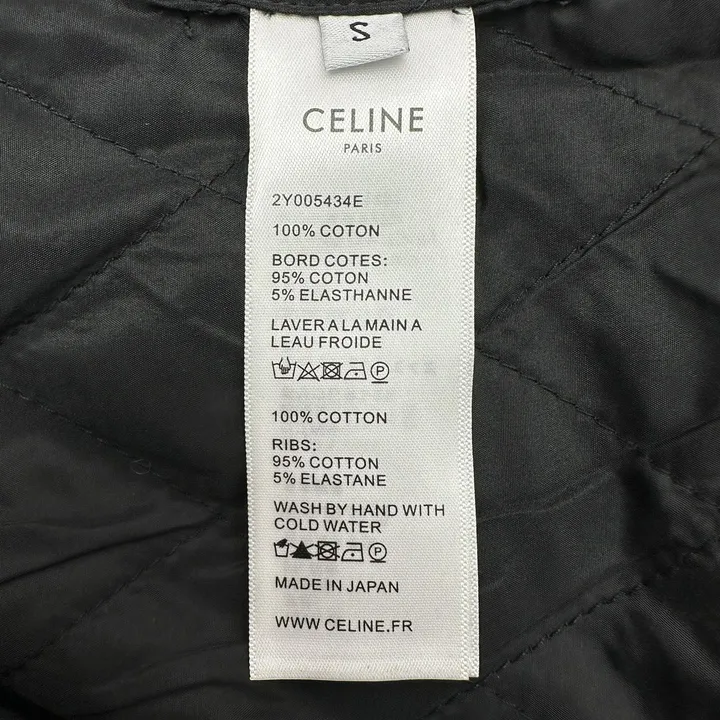 S
CELINE
PARIS
2Y005434E
100% COTON
BORD COTES:
95% COTON
5% ELASTHANNE
LAVER A LA MAIN A
LEAU FROIDE
P
100% COTTON
RIBS:
95% COTTON
5% ELASTANE
WASH BY HAND WITH
COLD WATER
P
MADE IN JAPAN
WWW CELINE.FR